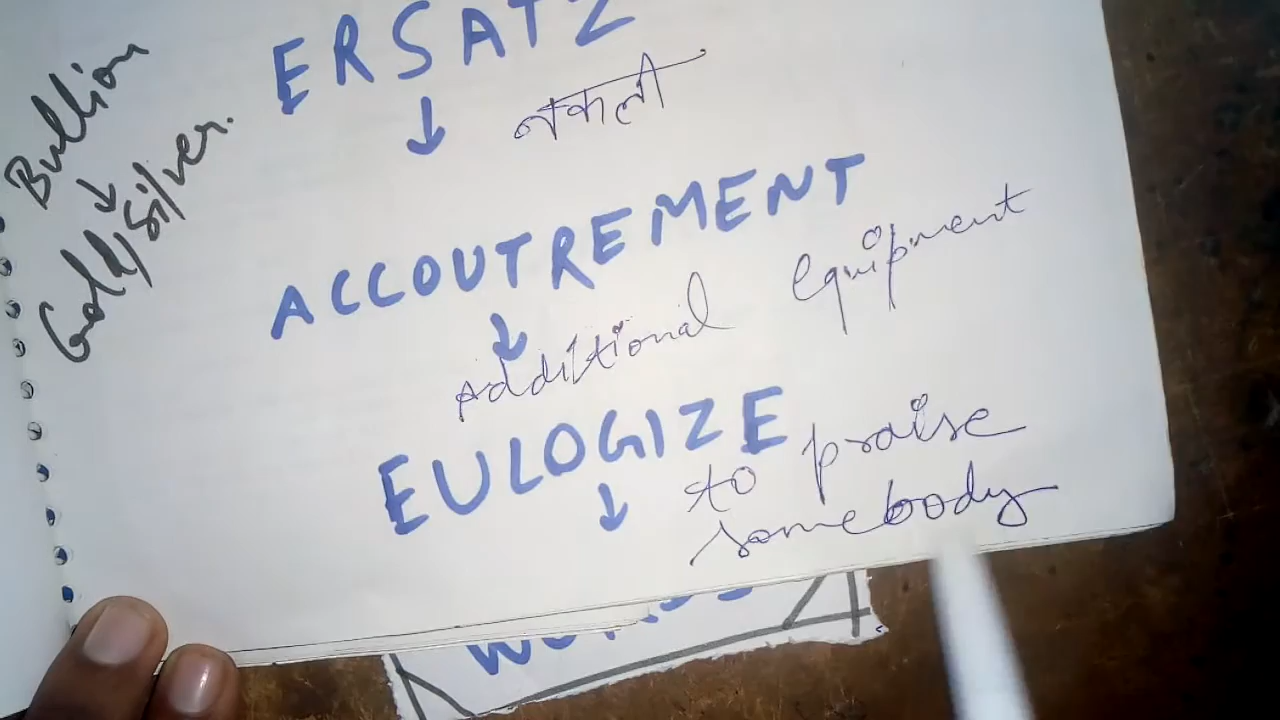 Bullion
↓
Gold/Silver.
ERSATZ
↓ नकली
ACCOUTREMENT
↓
Additional equipment
EULOGIZE
↓ to praise
somebody